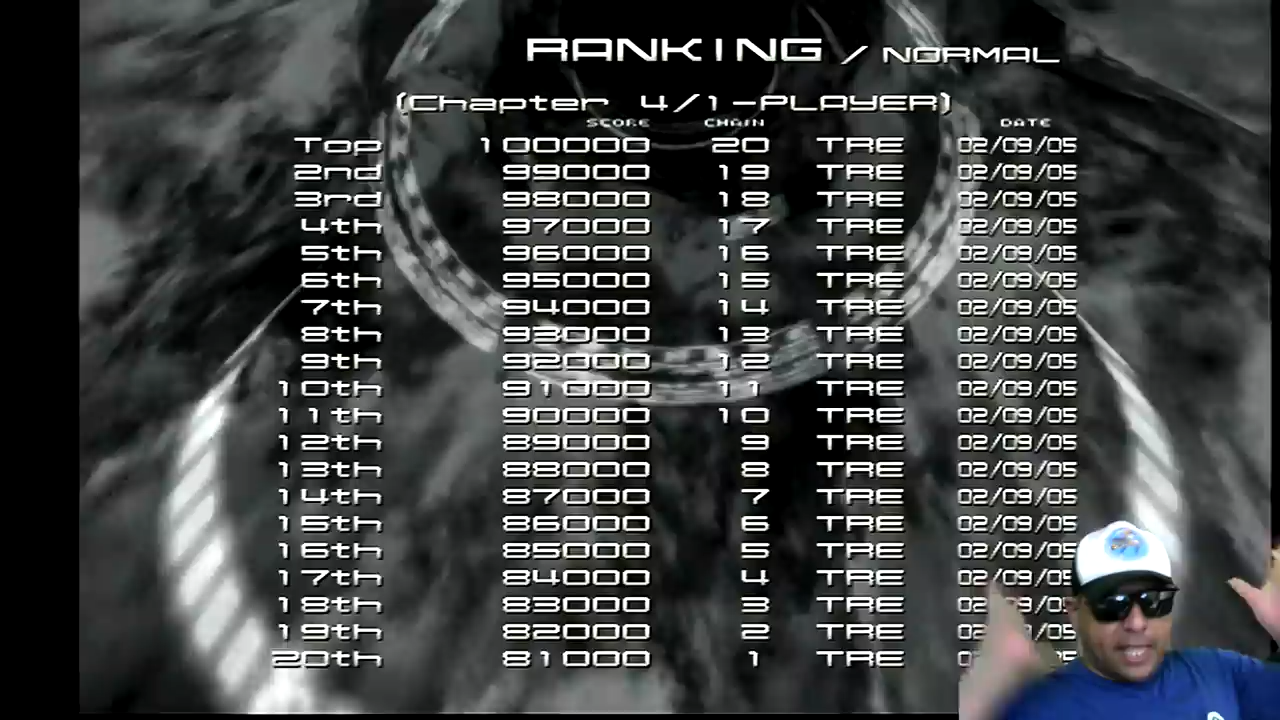 RANKING / NORMAL
(Chapter 4/1-PLAYER)
SCORE CHAIN DATE
Top 100000 20 TRE 02/09/05
2nd 99000 19 TRE 02/09/05
3rd 98000 18 TRE 02/09/05
4th 97000 17 TRE 02/09/05
5th 96000 16 TRE 02/09/05
6th 95000 15 TRE 02/09/05
7th 94000 14 TRE 02/09/05
8th 93000 13 TRE 02/09/05
9th 92000 12 TRE 02/09/05
10th 91000 11 TRE 02/09/05
11th 90000 10 TRE 02/09/05
12th 89000 9 TRE 02/09/05
13th 88000 8 TRE 02/09/05
14th 87000 7 TRE 02/09/05
15th 86000 6 TRE 02/09/05
16th 85000 5 TRE 02/09/05
17th 84000 4 TRE 02/09/05
18th 83000 3 TRE 02/09/05
19th 82000 2 TRE
20th 81000 1 TRE